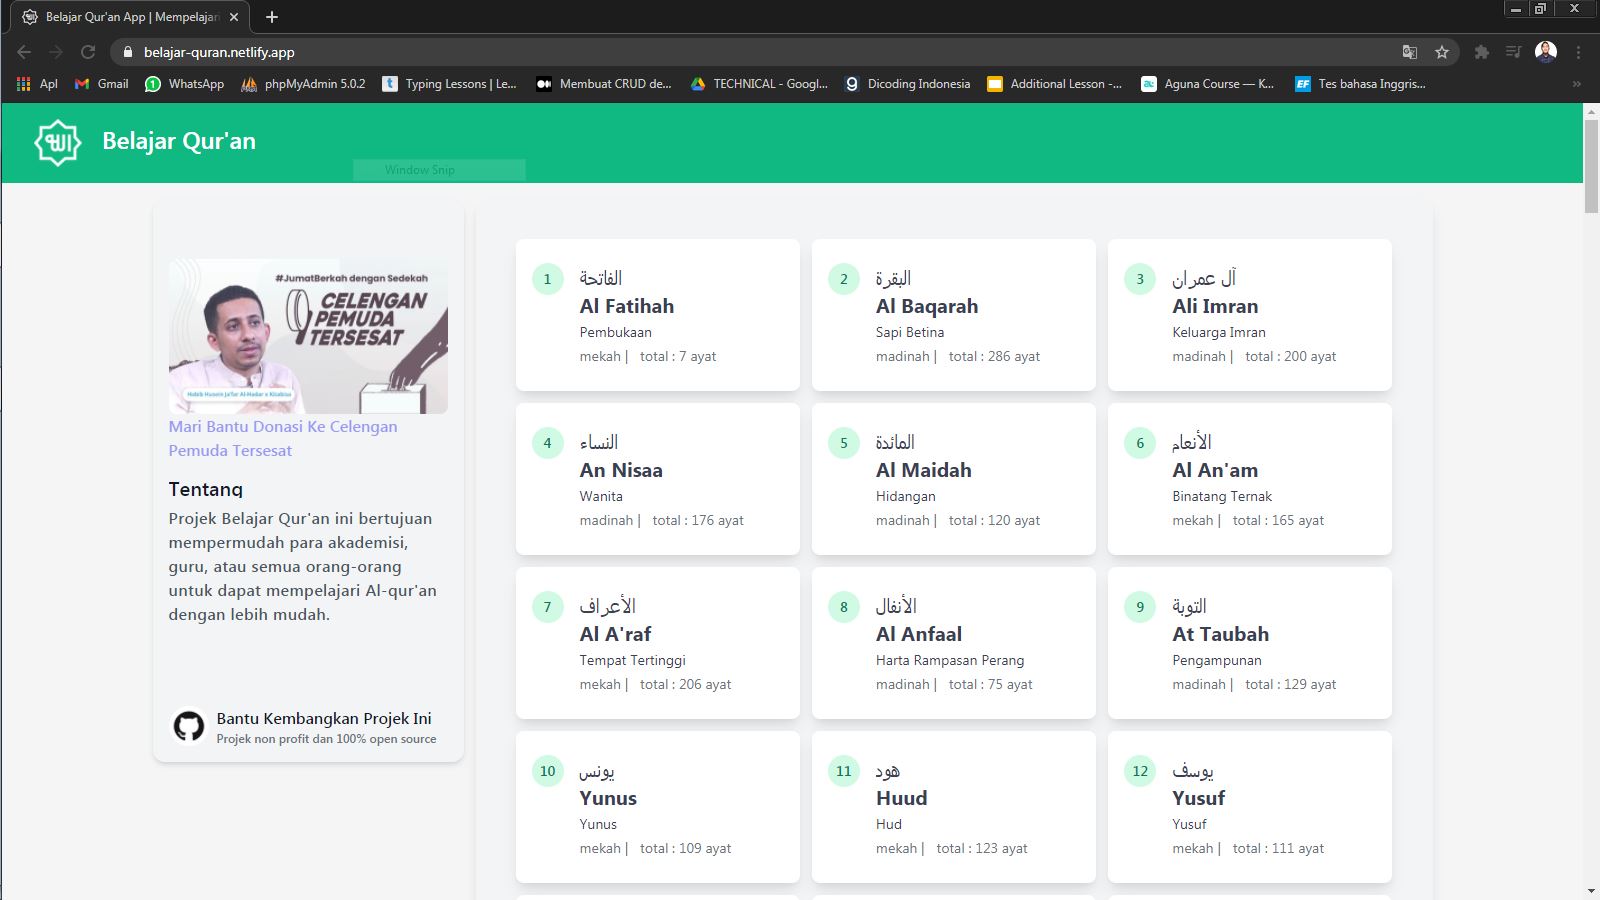 Belajar Qur'an App | Mempelajari
belajar-quran.netlify.app
Apl
Gmail
WhatsApp
phpMyAdmin 5.0.2
Typing Lessons | Le...
Membuat CRUD de...
TECHNICAL - Googl...
Dicoding Indonesia
Additional Lesson -...
Aguna Course — K...
EF
Tes bahasa Inggris...
الله
Belajar Qur'an
Window Snip
#JumatBerkah dengan Sedekah
CELENGAN
PEMUDA
TERSESAT
Habib Husein Ja'far Al-Hadar x Kitabisa
Mari Bantu Donasi Ke Celengan
Pemuda Tersesat
Tentang
Projek Belajar Qur'an ini bertujuan
mempermudah para akademisi,
guru, atau semua orang-orang
untuk dapat mempelajari Al-qur'an
dengan lebih mudah.
Bantu Kembangkan Projek Ini
Projek non profit dan 100% open source
1
الفاتحة
Al Fatihah
Pembukaan
mekah | total : 7 ayat
2
البقرة
Al Baqarah
Sapi Betina
madinah | total : 286 ayat
3
آل عمران
Ali Imran
Keluarga Imran
madinah | total : 200 ayat
4
النساء
An Nisaa
Wanita
madinah | total : 176 ayat
5
المائدة
Al Maidah
Hidangan
madinah | total : 120 ayat
6
الأنعام
Al An'am
Binatang Ternak
mekah | total : 165 ayat
7
الأعراف
Al A'raf
Tempat Tertinggi
mekah | total : 206 ayat
8
الأنفال
Al Anfaal
Harta Rampasan Perang
madinah | total : 75 ayat
9
التوبة
At Taubah
Pengampunan
madinah | total : 129 ayat
10
يونس
Yunus
Yunus
mekah | total : 109 ayat
11
هود
Huud
Hud
mekah | total : 123 ayat
12
يوسف
Yusuf
Yusuf
mekah | total : 111 ayat